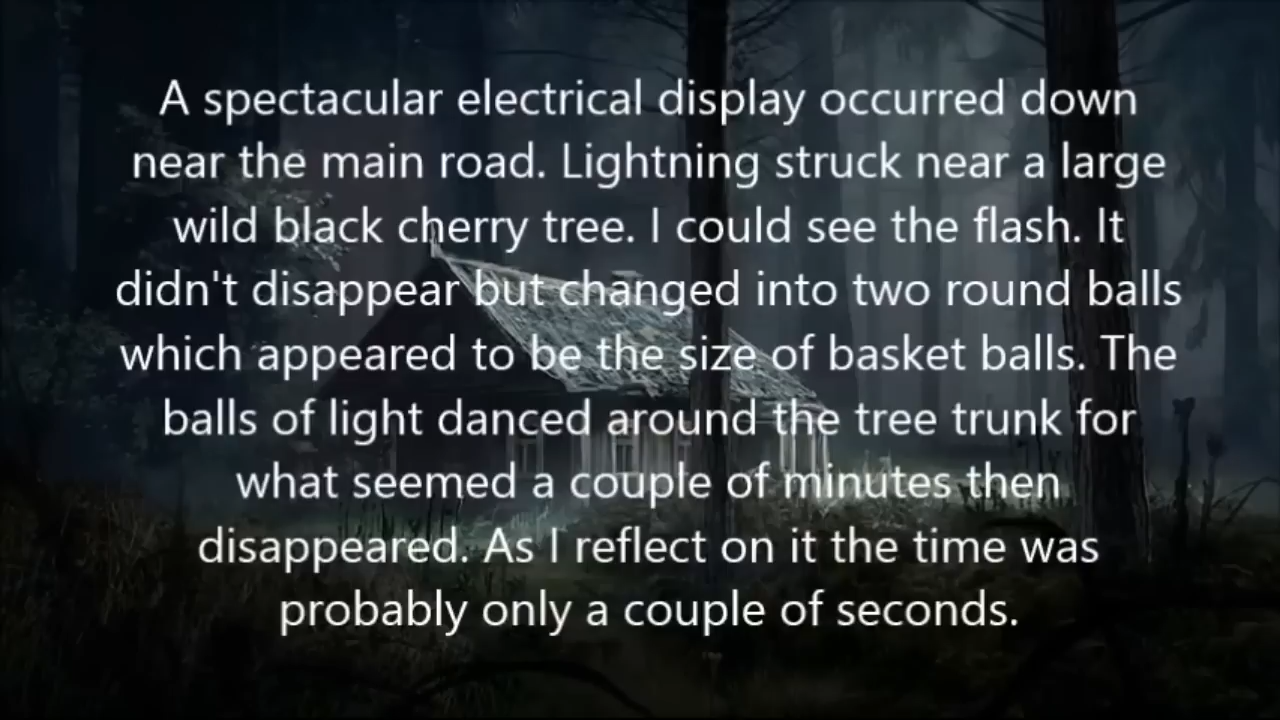 A spectacular electrical display occurred down
near the main road. Lightning struck near a large
wild black cherry tree. I could see the flash. It
didn't disappear but changed into two round balls
which appeared to be the size of basket balls. The
balls of light danced around the tree trunk for
what seemed a couple of minutes then
disappeared. As I reflect on it the time was
probably only a couple of seconds.